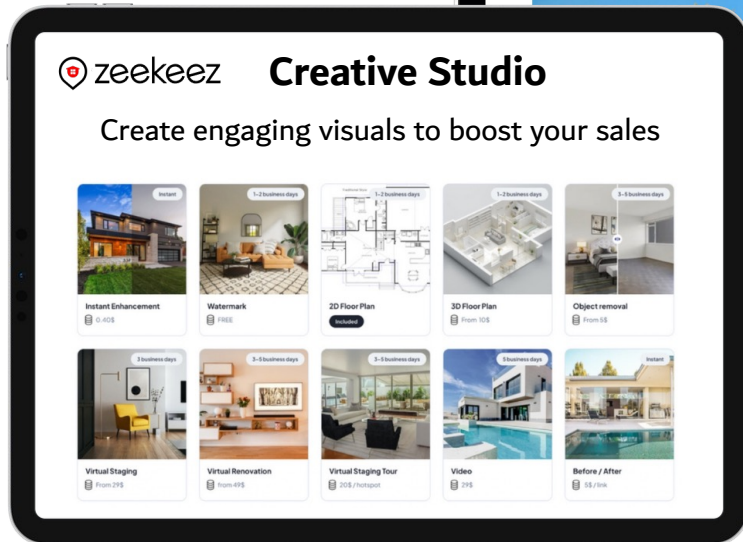 zeekeez Creative Studio
Create engaging visuals to boost your sales
Instant
1-2 business days
1-2 business days
1-2 business days
3-5 business days
Instant Enhancement
0.40$
Watermark
FREE
2D Floor Plan
Included
3D Floor Plan
From 10$
Object removal
From 5$
3 business days
3-5 business days
3-5 business days
5 business days
Instant
Virtual Staging
From 29$
Virtual Renovation
from 49$
Virtual Staging Tour
20$/hotspot
Video
29$
Before / After
5$/link